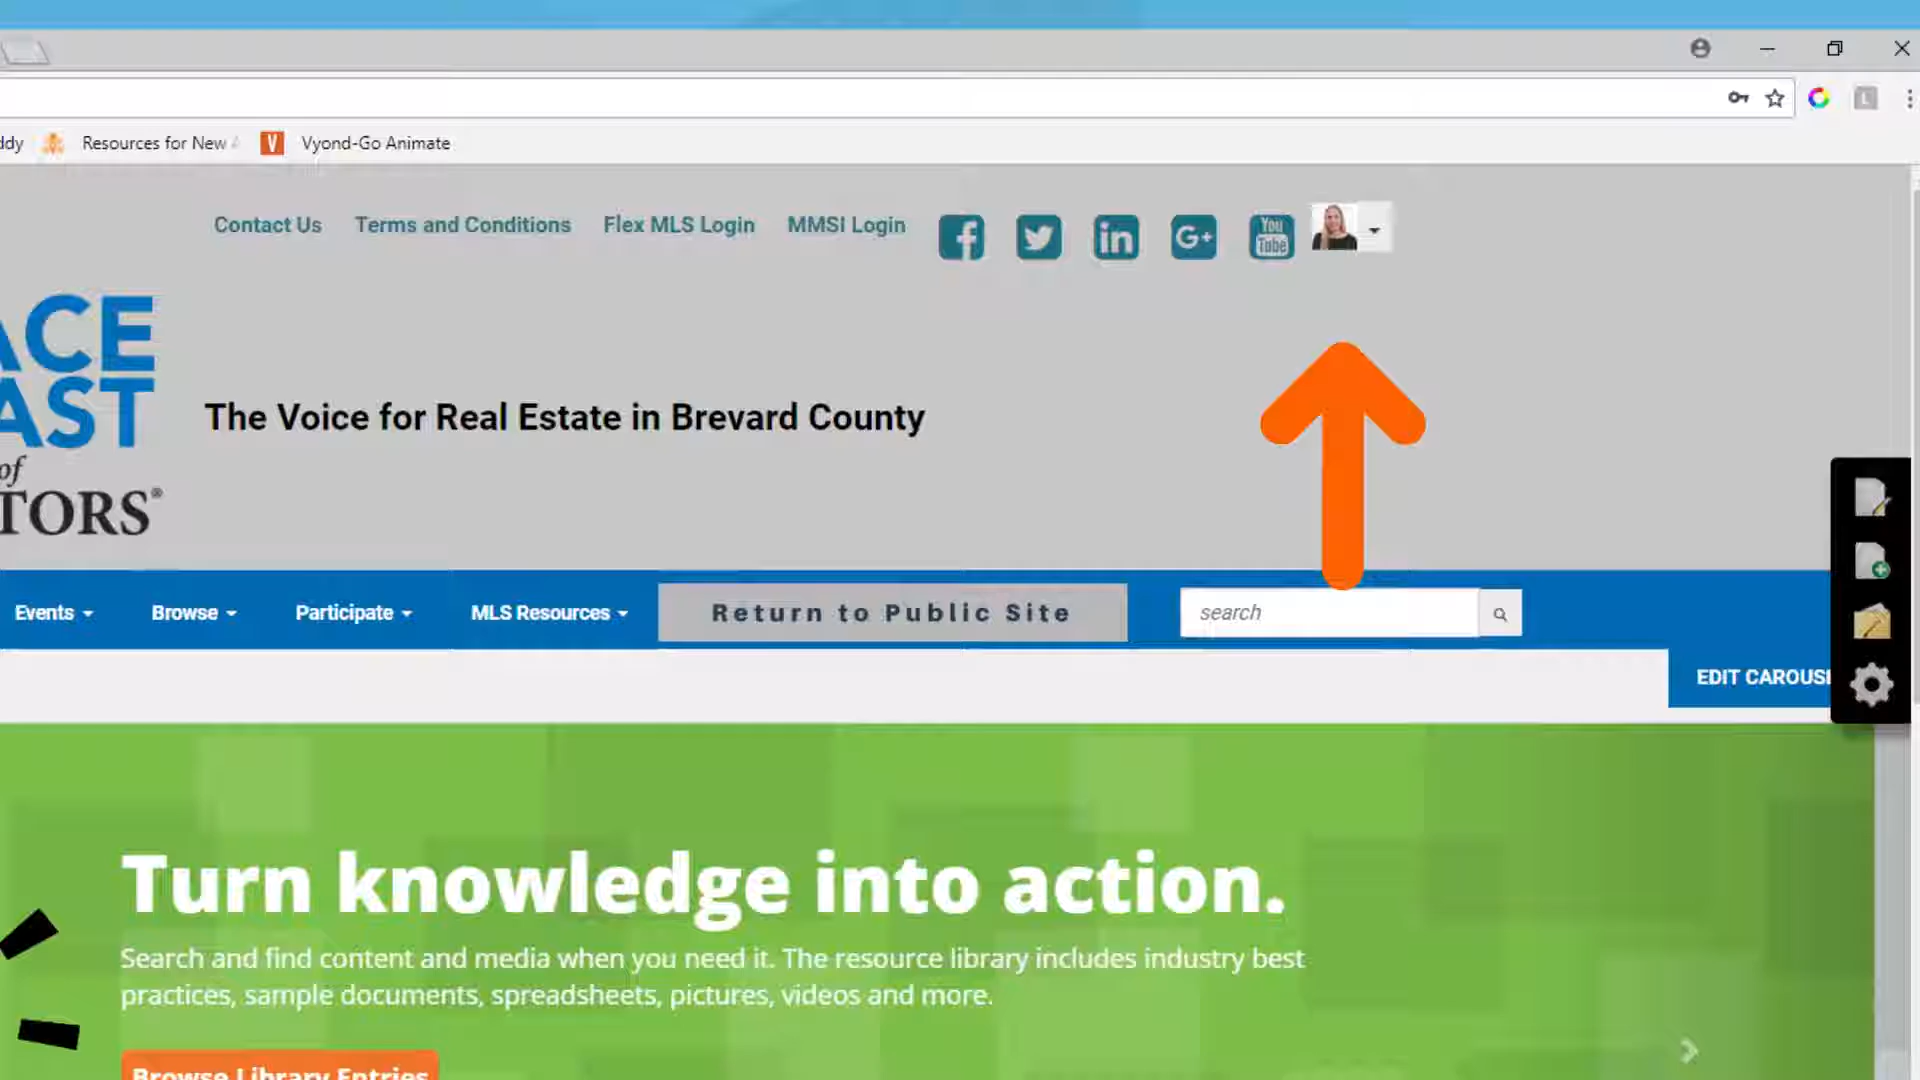 ddy
Resources for New
V
Vyond-Go Animate
Contact Us
Terms and Conditions
Flex MLS Login
MMSI Login
in
G+
You
Tube
ACE
AST
of
TORS®
The Voice for Real Estate in Brevard County
Events
Browse
Participate
MLS Resources
Return to Public Site
search
EDIT CAROUS
Turn knowledge into action.
Search and find content and media when you need it. The resource library includes industry best
practices, sample documents, spreadsheets, pictures, videos and more.
Browse Library Entries